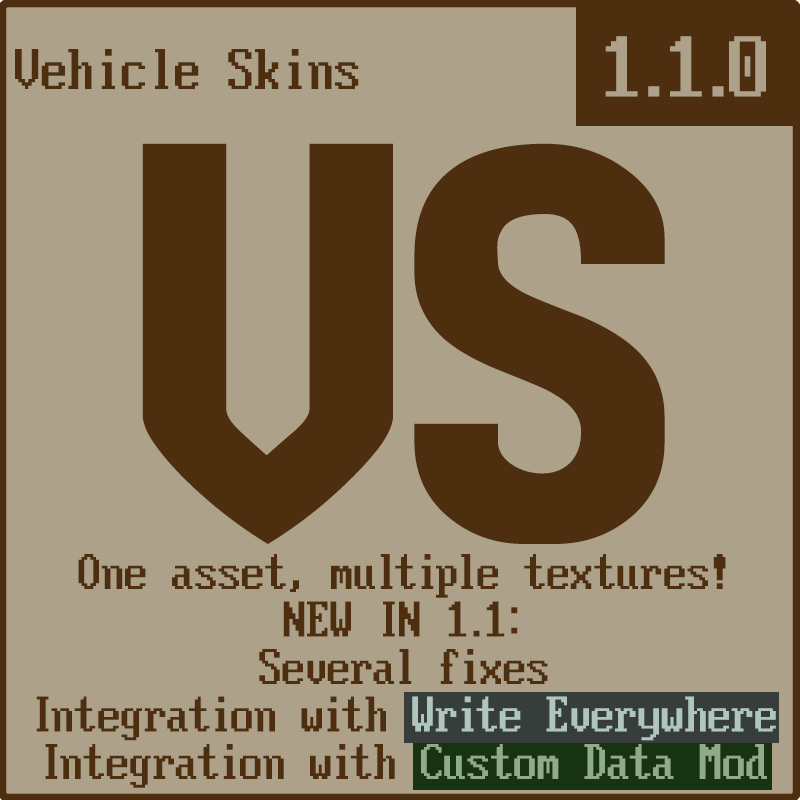 Vehicle Skins
1.1.0
VS
One asset, multiple textures!
NEW IN 1.1:
Several fixes
Integration with Write Everywhere
Integration with Custom Data Mod